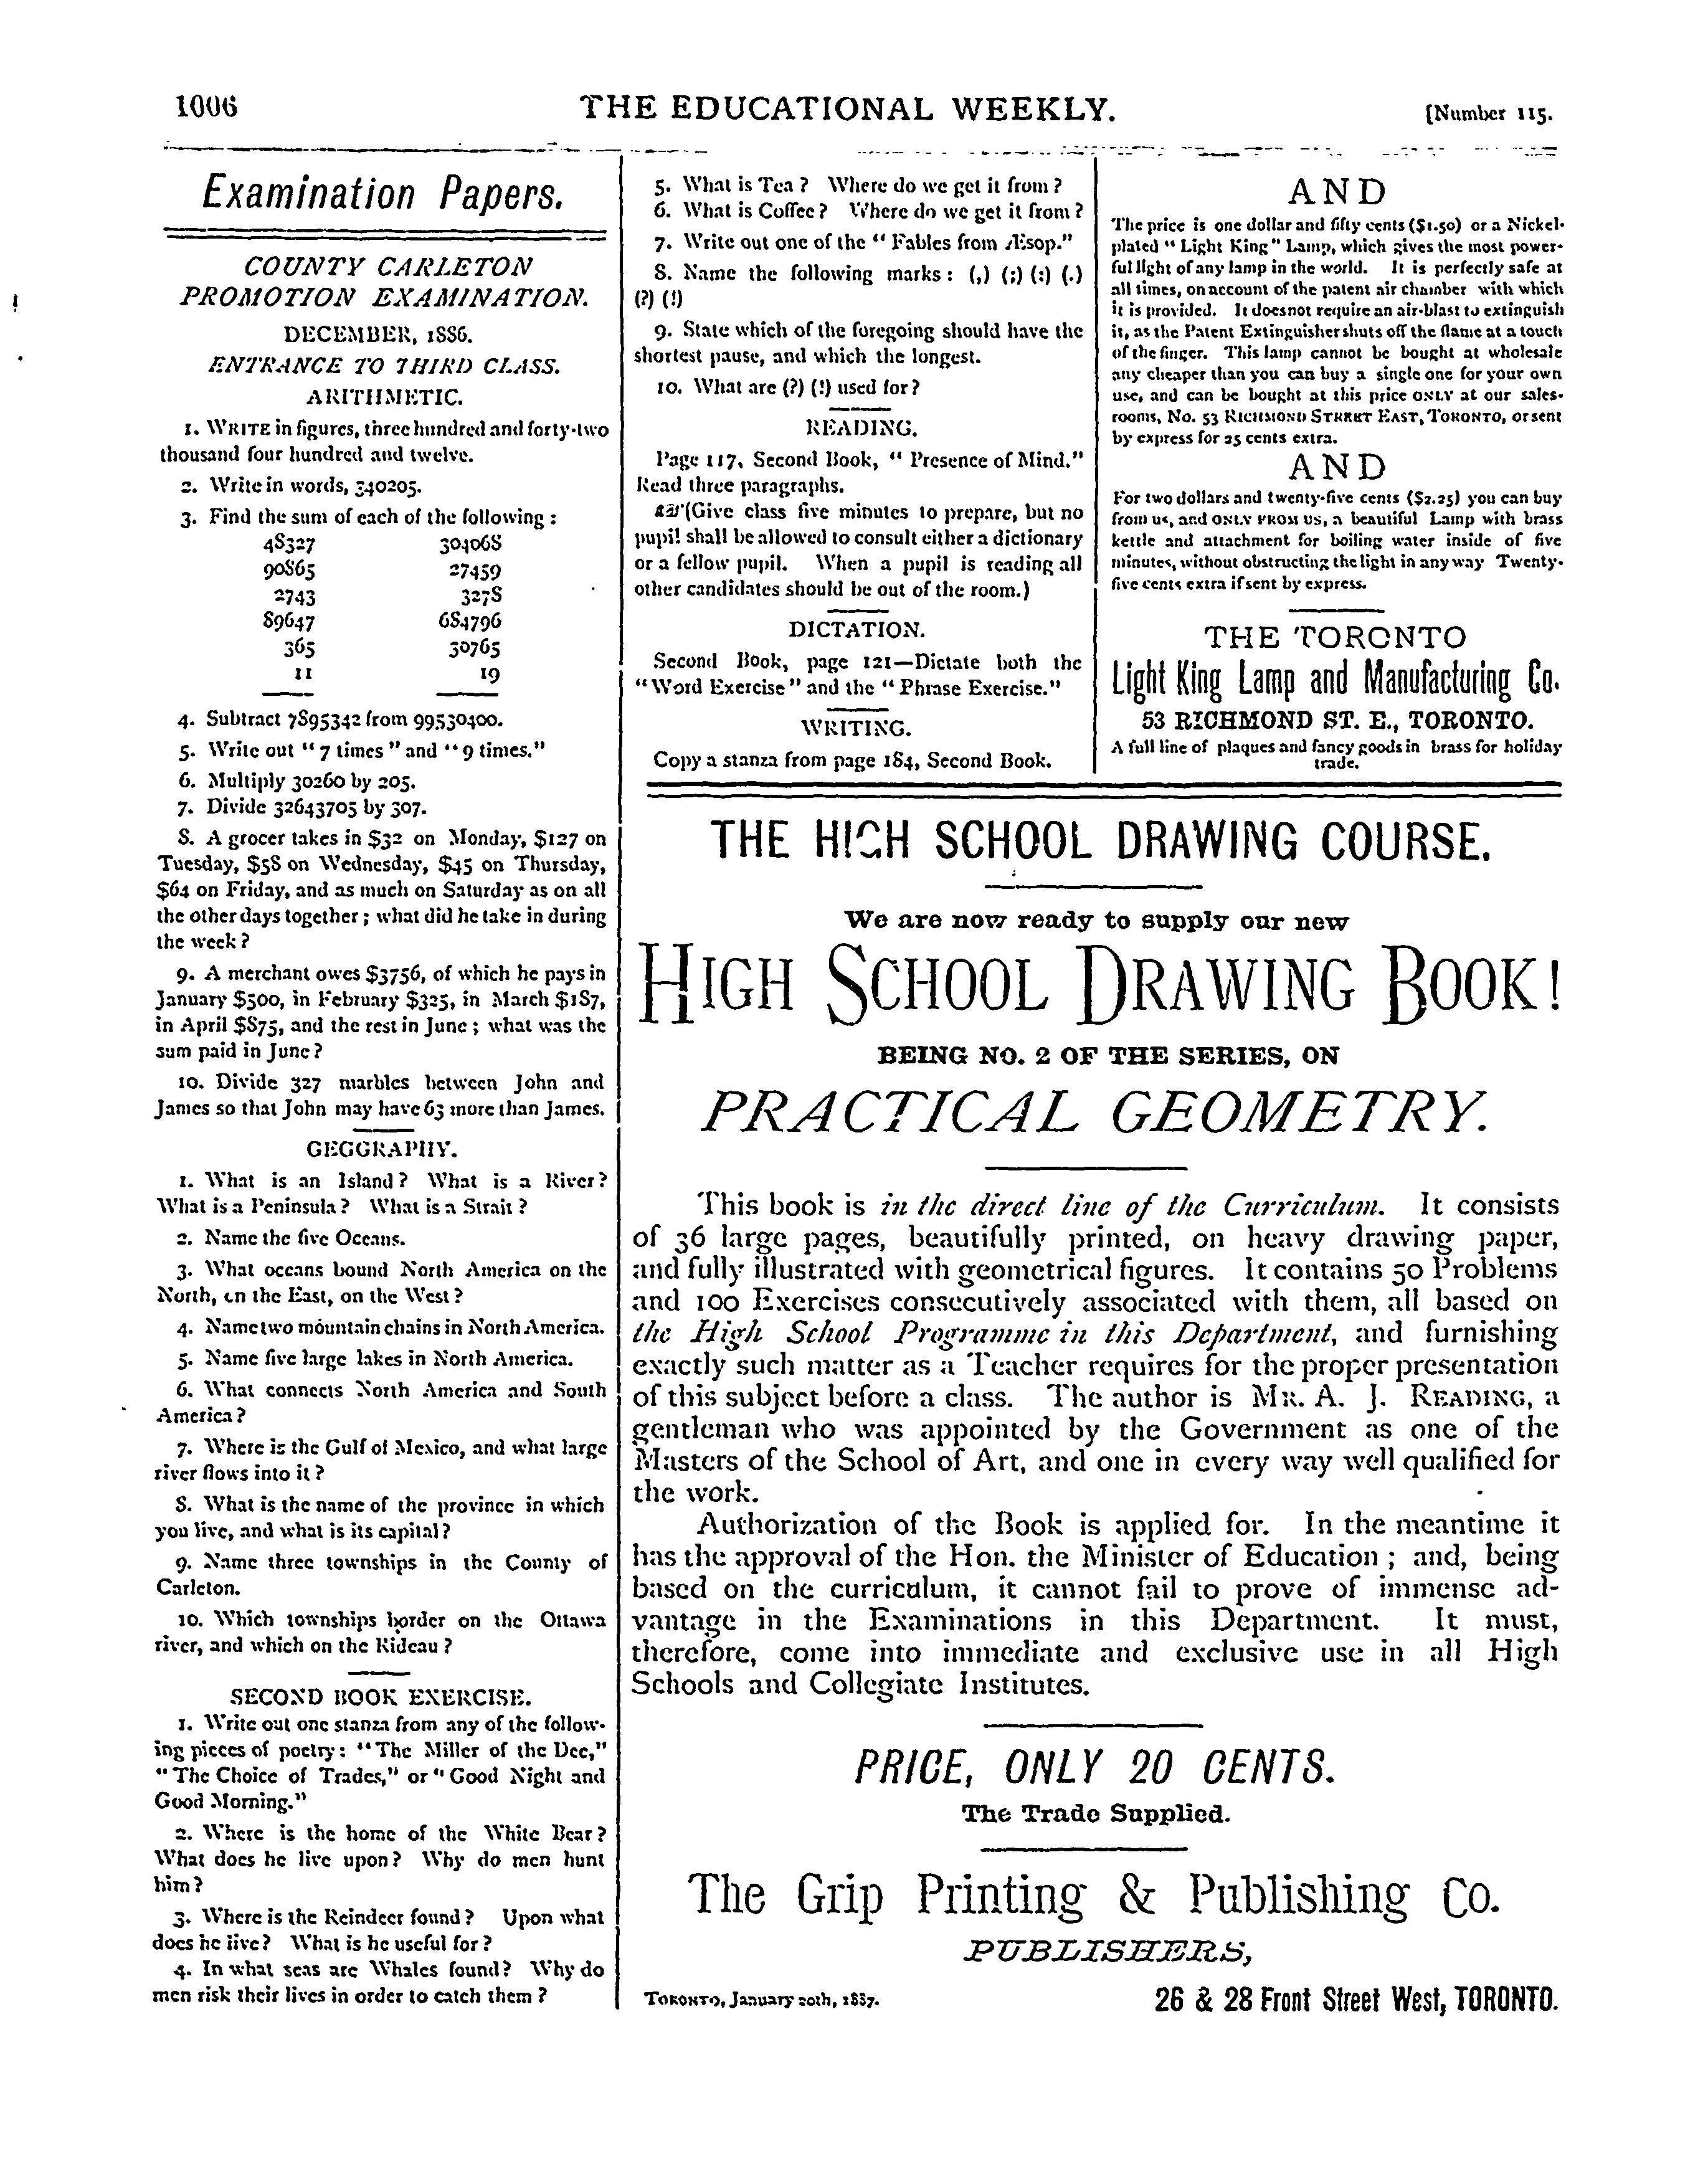 1006
THE EDUCATIONAL WEEKLY.
[Number 115.
Examination Papers.
COUNTY CARLETON
PROMOTION EXAMINATION.
DECEMBER, 1886.
ENTRANCE TO THIRD CLASS.
ARITHMETIC.
1. WRITE in figures, three hundred and forty-two
thousand four hundred and twelve.
2. Write in words, 340205.
3. Find the sum of each of the following :
48327 304068
90865 27459
2743 3278
89647 684796
365 30765
11 19
4. Subtract 7895342 from 99530400.
5. Write out "7 times" and "9 times."
6. Multiply 30260 by 205.
7. Divide 32643705 by 307.
8. A grocer takes in $32 on Monday, $127 on
Tuesday, $58 on Wednesday, $45 on Thursday,
$64 on Friday, and as much on Saturday as on all
the other days together ; what did he take in during
the week ?
9. A merchant owes $3756, of which he pays in
January $500, in February $325, in March $187,
in April $875, and the rest in June ; what was the
sum paid in June ?
10. Divide 327 marbles between John and
James so that John may have 63 more than James.
GEOGRAPHY.
1. What is an Island ? What is a River ?
What is a Peninsula ? What is a Strait ?
2. Name the five Oceans.
3. What oceans bound North America on the
North, on the East, on the West ?
4. Name two mountain chains in North America.
5. Name five large lakes in North America.
6. What connects North America and South
America ?
7. Where is the Gulf of Mexico, and what large
river flows into it ?
8. What is the name of the province in which
you live, and what is its capital ?
9. Name three townships in the County of
Carleton.
10. Which townships border on the Ottawa
river, and which on the Rideau ?
SECOND BOOK EXERCISE.
1. Write out one stanza from any of the follow-
ing pieces of poetry : "The Miller of the Dee,"
"The Choice of Trades," or "Good Night and
Good Morning."
2. Where is the home of the White Bear ?
What does he live upon ? Why do men hunt
him ?
3. Where is the Reindeer found ? Upon what
does he live ? What is he useful for ?
4. In what seas are Whales found ? Why do
men risk their lives in order to catch them ?
5. What is Tea ? Where do we get it from ?
6. What is Coffee ? Where do we get it from ?
7. Write out one of the "Fables from Æsop."
8. Name the following marks : (,) (;) (:) (.)
(?) (!)
9. State which of the foregoing should have the
shortest pause, and which the longest.
10. What are (?) (!) used for ?
READING.
Page 117, Second Book, "Presence of Mind."
Read three paragraphs.
☞(Give class five minutes to prepare, but no
pupil shall be allowed to consult either a dictionary
or a fellow pupil. When a pupil is reading all
other candidates should be out of the room.)
DICTATION.
Second Book, page 121—Dictate both the
"Word Exercise" and the "Phrase Exercise."
WRITING.
Copy a stanza from page 184, Second Book.
AND
The price is one dollar and fifty cents ($1.50) or a Nickel-
plated "Light King" Lamp, which gives the most power-
ful light of any lamp in the world. It is perfectly safe at
all times, on account of the patent air chamber with which
it is provided. It does not require an air-blast to extinguish
it, as the Patent Extinguisher shuts off the flame at a touch
of the finger. This lamp cannot be bought at wholesale
any cheaper than you can buy a single one for your own
use, and can be bought at this price ONLY at our sales-
rooms, No. 53 RICHMOND STREET EAST, TORONTO, or sent
by express for 25 cents extra.
AND
For two dollars and twenty-five cents ($2.25) you can buy
from us, and ONLY FROM US, a beautiful Lamp with brass
kettle and attachment for boiling water inside of five
minutes, without obstructing the light in any way Twenty-
five cents extra if sent by express.
THE TORONTO
Light King Lamp and Manufacturing Co.
53 RICHMOND ST. E., TORONTO.
A full line of plaques and fancy goods in brass for holiday
trade.
THE HIGH SCHOOL DRAWING COURSE.
We are now ready to supply our new
HIGH SCHOOL DRAWING BOOK!
BEING NO. 2 OF THE SERIES, ON
PRACTICAL GEOMETRY.
This book is in the direct line of the Curriculum. It consists
of 36 large pages, beautifully printed, on heavy drawing paper,
and fully illustrated with geometrical figures. It contains 50 Problems
and 100 Exercises consecutively associated with them, all based on
the High School Programme in this Department, and furnishing
exactly such matter as a Teacher requires for the proper presentation
of this subject before a class. The author is MR. A. J. READING, a
gentleman who was appointed by the Government as one of the
Masters of the School of Art, and one in every way well qualified for
the work.
Authorization of the Book is applied for. In the meantime it
has the approval of the Hon. the Minister of Education ; and, being
based on the curriculum, it cannot fail to prove of immense ad-
vantage in the Examinations in this Department. It must,
therefore, come into immediate and exclusive use in all High
Schools and Collegiate Institutes.
PRICE, ONLY 20 CENTS.
The Trade Supplied.
The Grip Printing & Publishing Co.
PUBLISHERS,
TORONTO, January 20th, 1887.
26 & 28 Front Street West, TORONTO.